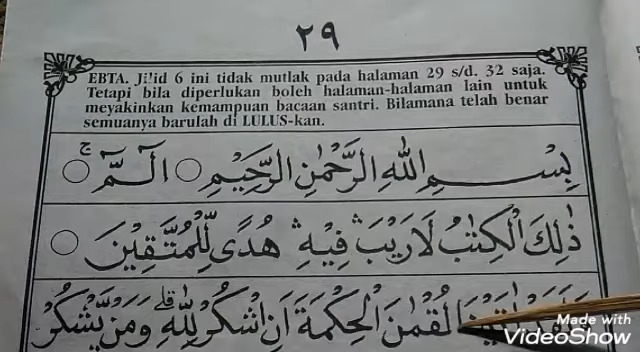 ٢٩
EBTA. Jilid 6 ini tidak mutlak pada halaman 29 s/d. 32 saja.
Tetapi bila diperlukan boleh halaman-halaman lain untuk
meyakinkan kemampuan bacaan santri. Bilamana telah benar
semuanya barulah di LULUS-kan.
بِسْمِ اللّٰهِ الرَّحْمٰنِ الرَّحِيْمِ ○ الٓـمّٓ ۚ ○
ذٰلِكَ الْكِتٰبُ لَا رَيْبَ ۛ فِيْهِ ۛ هُدًى لِّلْمُتَّقِيْنَ ○
وَلَقَدْ اٰتَيْنَا لُقْمٰنَ الْحِكْمَةَ اَنِ اشْكُرْ لِلّٰهِ ۗ وَمَنْ يَّشْكُرْ
Made with
VideoShow